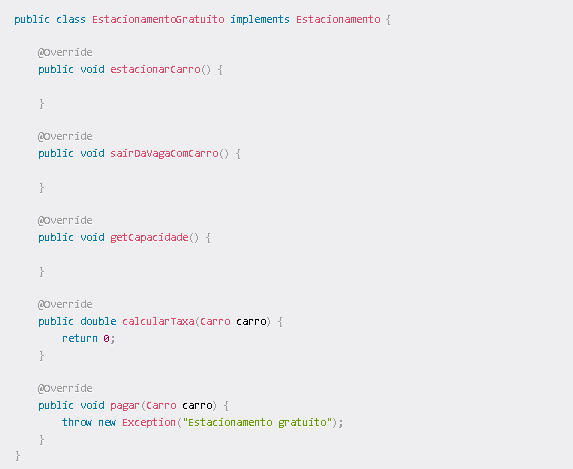 public class EstacionamentoGratuito implements Estacionamento {
@Override
public void estacionarCarro() {
}
@Override
public void sairDaVagaComCarro() {
}
@Override
public void getCapacidade() {
}
@Override
public double calcularTaxa(Carro carro) {
return 0;
}
@Override
public void pagar(Carro carro) {
throw new Exception("Estacionamento gratuito");
}
}